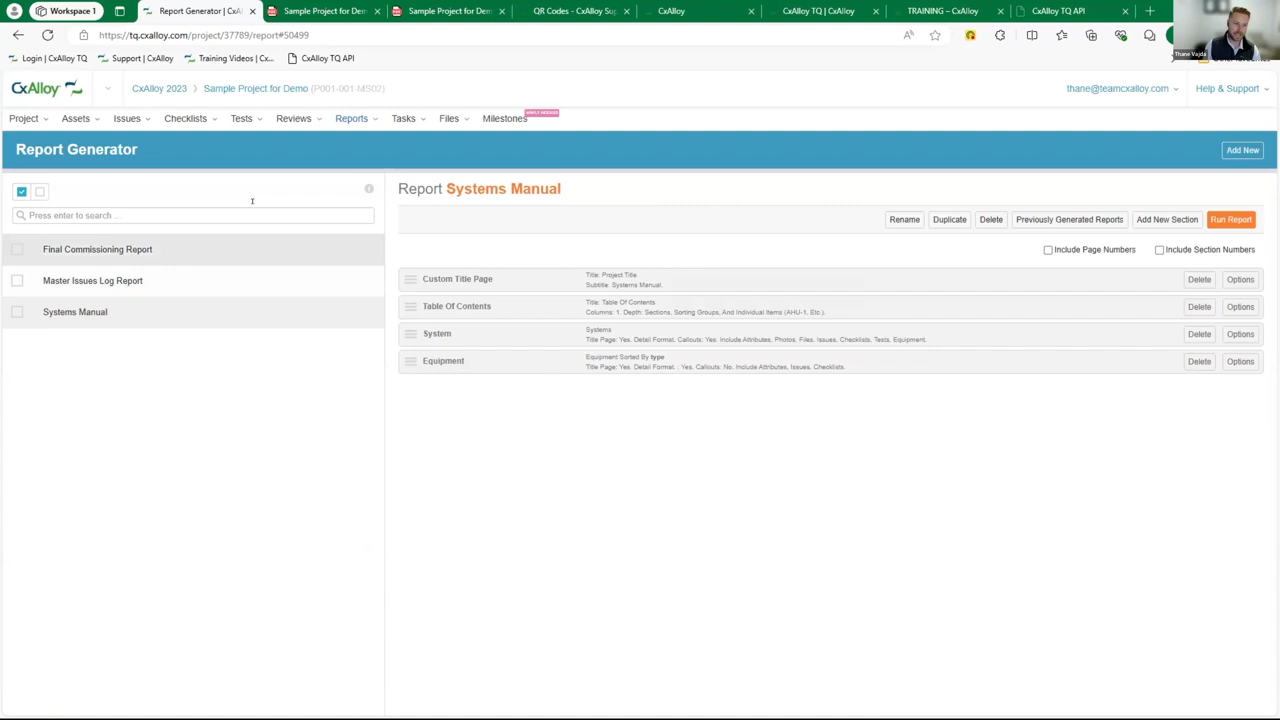 Workspace 1
Report Generator | CxAl
Sample Project for Dem
Sample Project for Dem
QR Codes - CxAlloy Sup
CxAlloy
CxAlloy TQ | CxAlloy
TRAINING – CxAlloy
CxAlloy TQ API
https://tq.cxalloy.com/project/37789/report#50499
Thane Vajda
Login | CxAlloy TQ
Support | CxAlloy
Training Videos | Cx...
CxAlloy TQ API
CxAlloy
CxAlloy 2023
Sample Project for Demo (P001-001-MS02)
thane@teamcxalloy.com
Help & Support
Project
Assets
Issues
Checklists
Tests
Reviews
Reports
Tasks
Files
Milestones
Report Generator
Add New
Press enter to search ...
Final Commissioning Report
Master Issues Log Report
Systems Manual
Report Systems Manual
Rename
Duplicate
Delete
Previously Generated Reports
Add New Section
Run Report
Include Page Numbers
Include Section Numbers
Custom Title Page
Title: Project Title
Subtitle: Systems Manual.
Delete
Options
Table Of Contents
Title: Table Of Contents
Columns: 1. Depth: Sections, Sorting Groups, And Individual Items (AHU-1, Etc.).
Delete
Options
System
Systems
Title Page: Yes. Detail Format. Callouts: Yes. Include Attributes, Photos, Files, Issues, Checklists, Tests, Equipment.
Delete
Options
Equipment
Equipment Sorted By type
Title Page: Yes. Detail Format. : Yes. Callouts: No. Include Attributes, Issues, Checklists.
Delete
Options